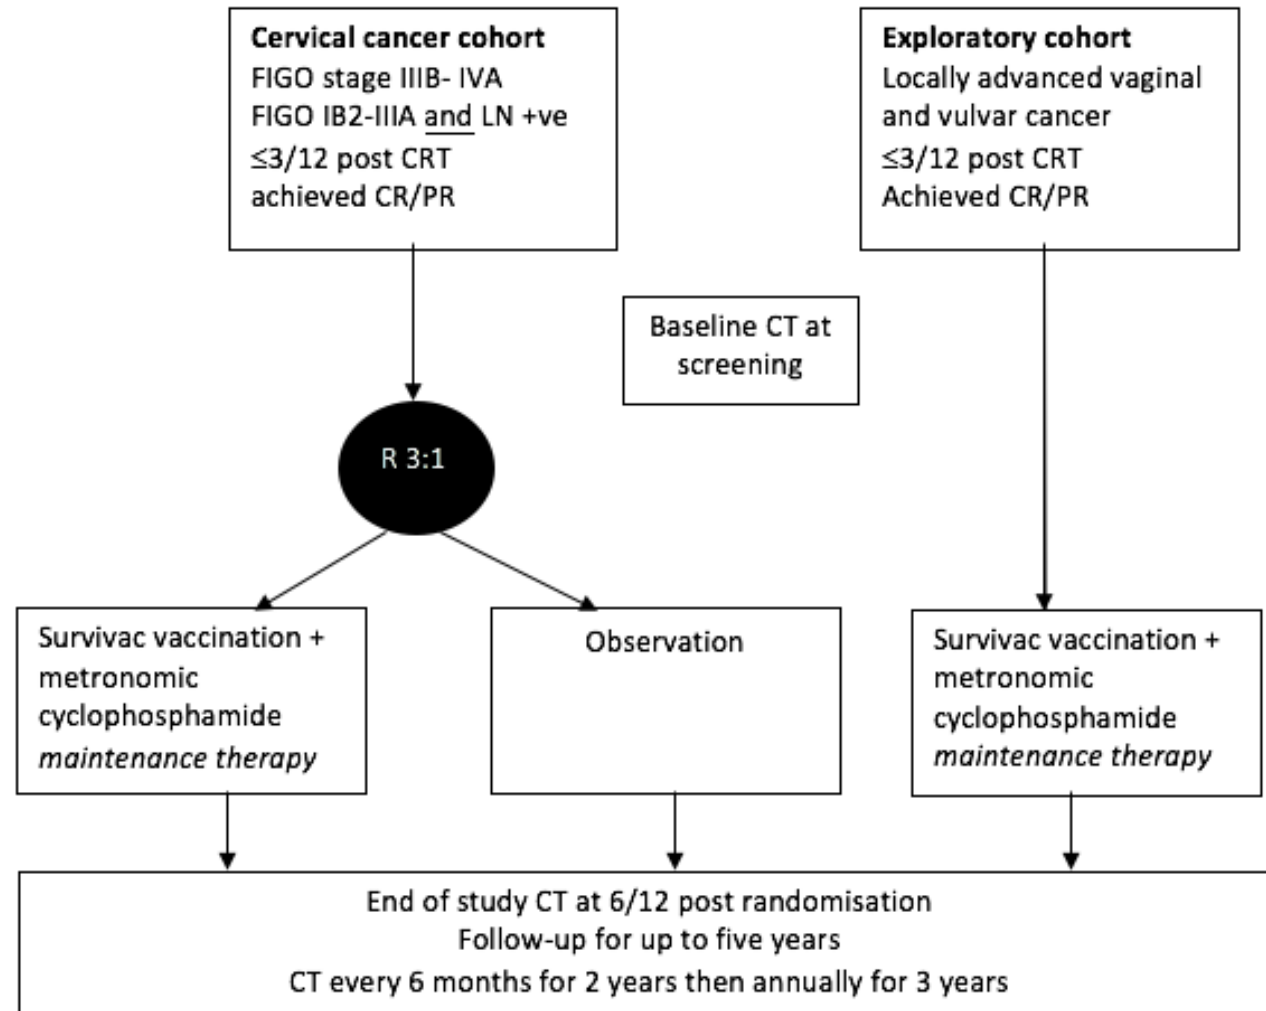 Cervical cancer cohort
FIGO stage IIIB- IVA
FIGO IB2-IIIA and LN +ve
≤3/12 post CRT
achieved CR/PR
Exploratory cohort
Locally advanced vaginal
and vulvar cancer
≤3/12 post CRT
Achieved CR/PR
Baseline CT at
screening
R 3:1
Survivac vaccination +
metronomic
cyclophosphamide
maintenance therapy
Observation
Survivac vaccination +
metronomic
cyclophosphamide
maintenance therapy
End of study CT at 6/12 post randomisation
Follow-up for up to five years
CT every 6 months for 2 years then annually for 3 years